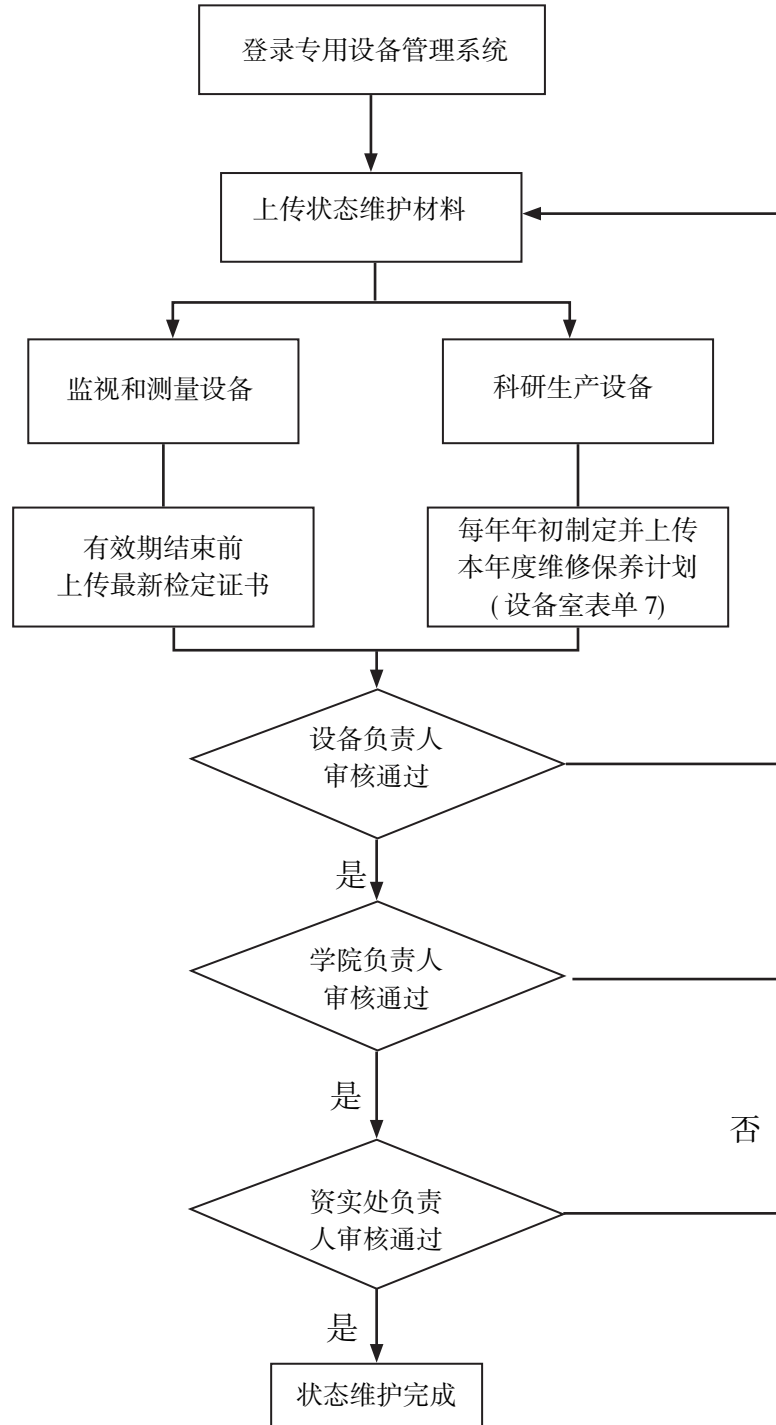 登录专用设备管理系统
上传状态维护材料
监视和测量设备
科研生产设备
有效期结束前
上传最新检定证书
每年年初制定并上传
本年度维修保养计划
(设备室表单 7)
设备负责人
审核通过
是
学院负责人
审核通过
是
否
资实处负责
人审核通过
是
状态维护完成